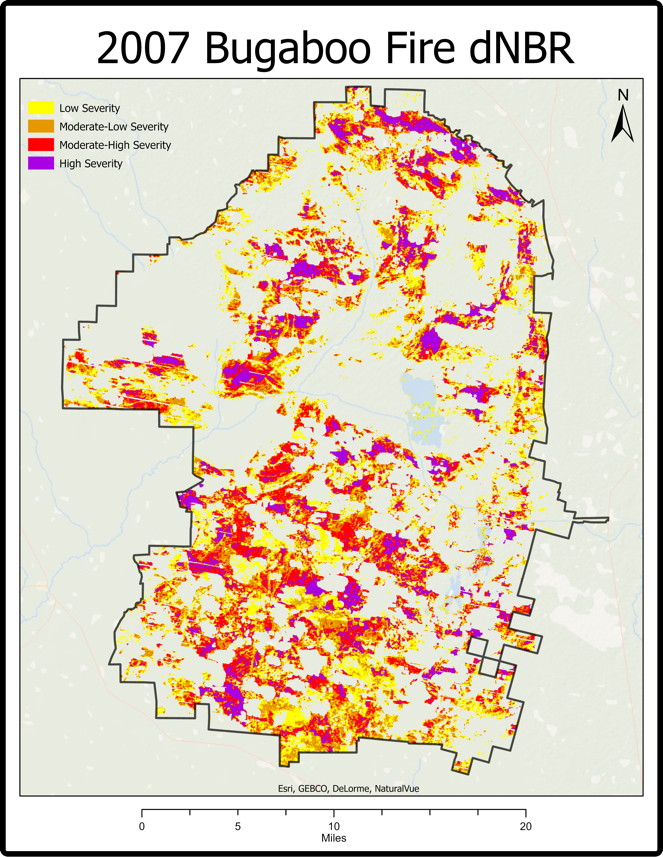 2007 Bugaboo Fire dNBR
Low Severity
Moderate-Low Severity
Moderate-High Severity
High Severity
N
Esri, GEBCO, DeLorme, NaturalVue
0 5 10 20
Miles